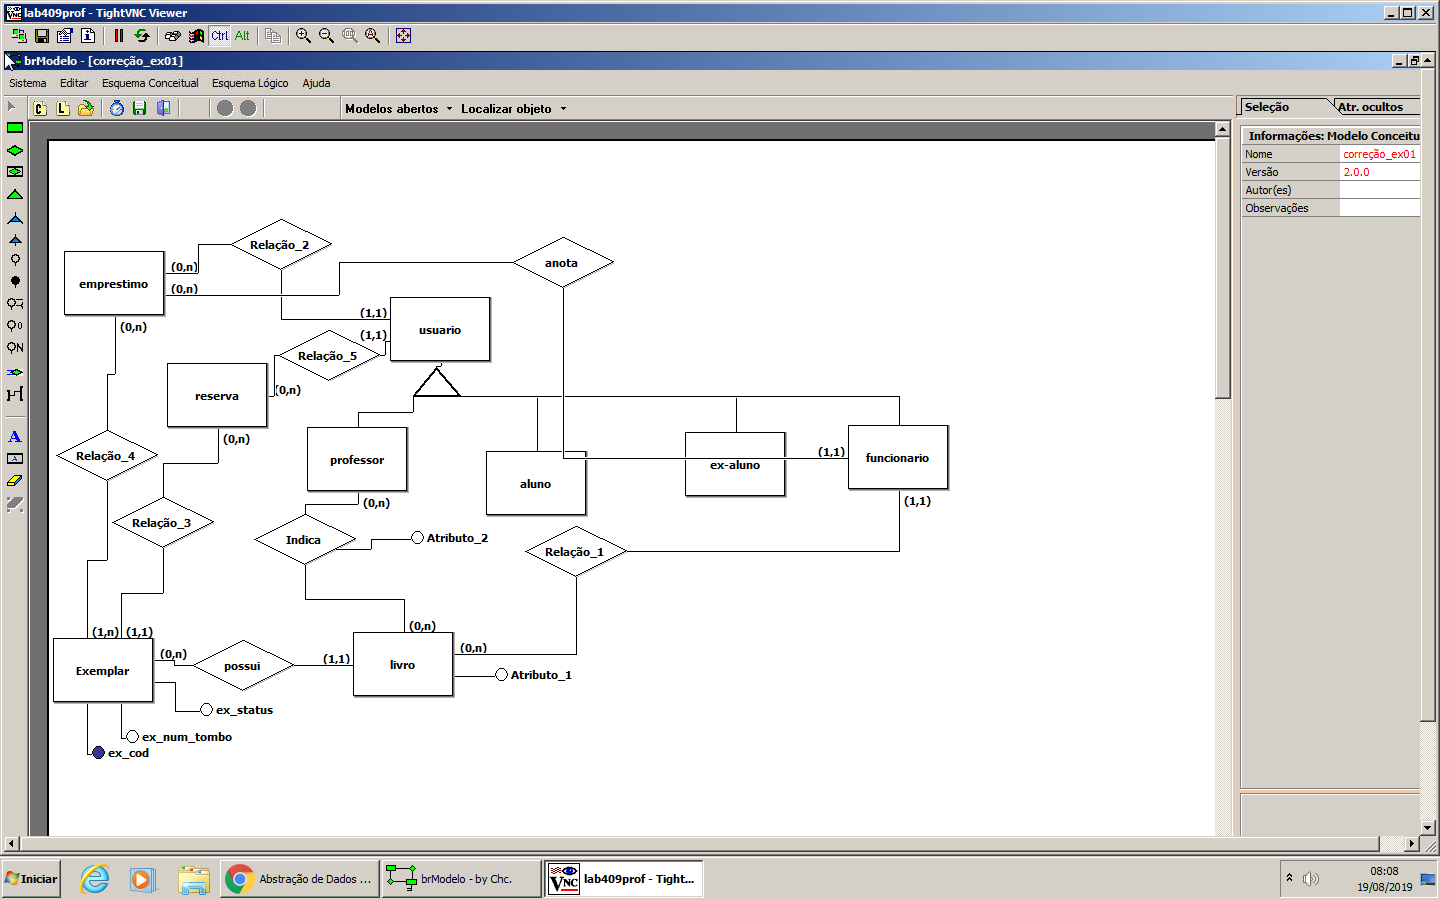 lab409prof - TightVNC Viewer
Ctrl Alt
brModelo - [correção_ex01]
Sistema Editar Esquema Conceitual Esquema Lógico Ajuda
C L Modelos abertos Localizar objeto
Seleção Atr. ocultos
Informações: Modelo Conceitu
Nome correção_ex01
Versão 2.0.0
Autor(es)
Observações
Relação_2
emprestimo
(0,n)
(0,n)
(0,n)
anota
usuario
(1,1)
(1,1)
Relação_5
(0,n)
reserva
(0,n)
Relação_4
Relação_3
professor
(0,n)
aluno
ex-aluno
(1,1)
funcionario
(1,1)
Indica
Atributo_2
Relação_1
(1,n) (1,1)
Exemplar
(0,n)
possui
(1,1)
livro
(0,n)
(0,n)
Atributo_1
ex_status
ex_num_tombo
ex_cod
Iniciar
Abstração de Dados ...
brModelo - by Chc.
lab409prof - Tight...
08:08
19/08/2019